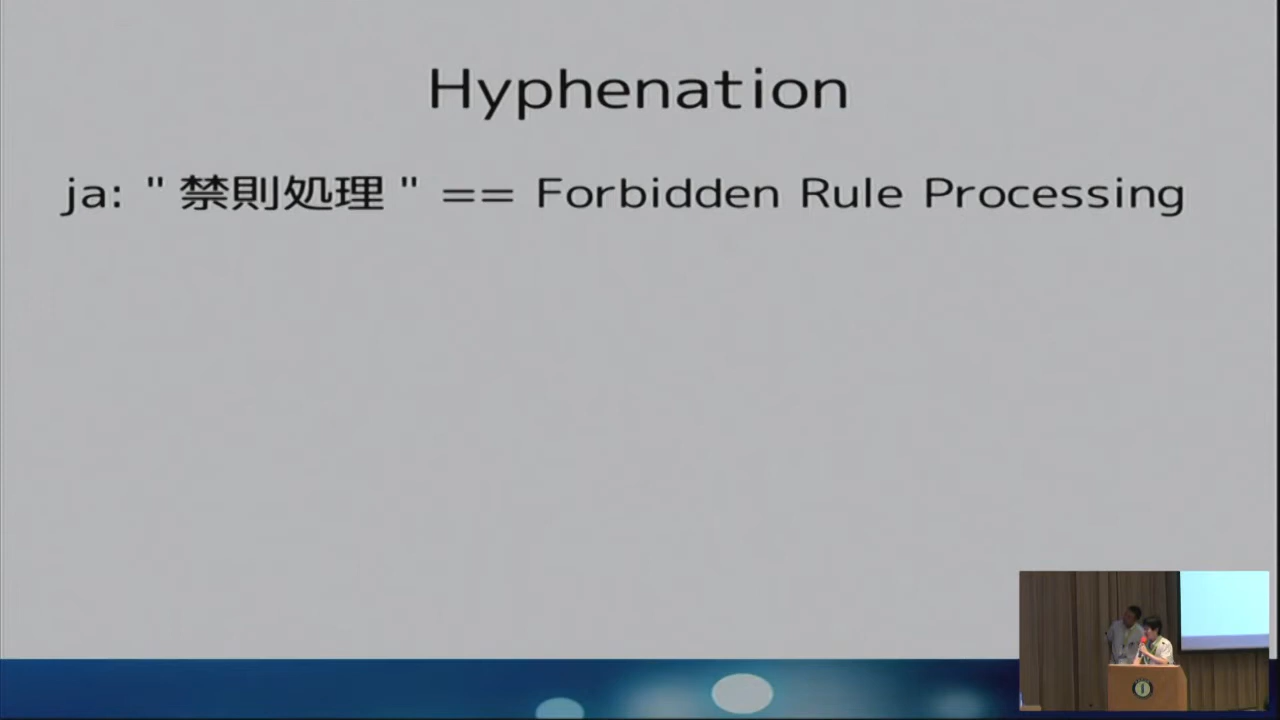 Hyphenation
ja: " 禁則処理 " == Forbidden Rule Processing